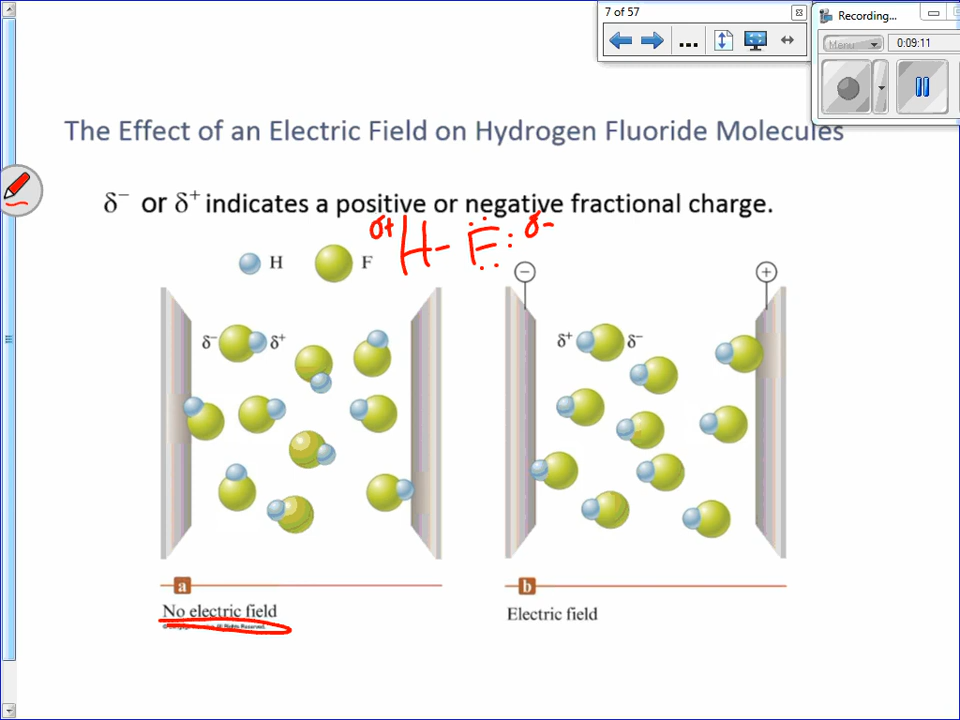 7 of 57
Recording...
Menu
0:09:11
The Effect of an Electric Field on Hydrogen Fluoride Molecules
δ⁻ or δ⁺ indicates a positive or negative fractional charge.
δ+ H – F δ–
H F
− +
δ⁻ δ⁺
δ⁺ δ⁻
a
No electric field
b
Electric field